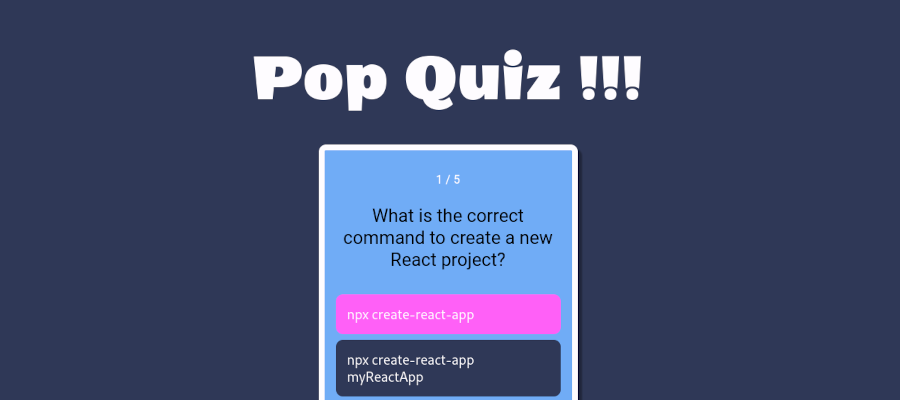 Pop Quiz !!!
1 / 5
What is the correct
command to create a new
React project?
npx create-react-app
npx create-react-app
myReactApp